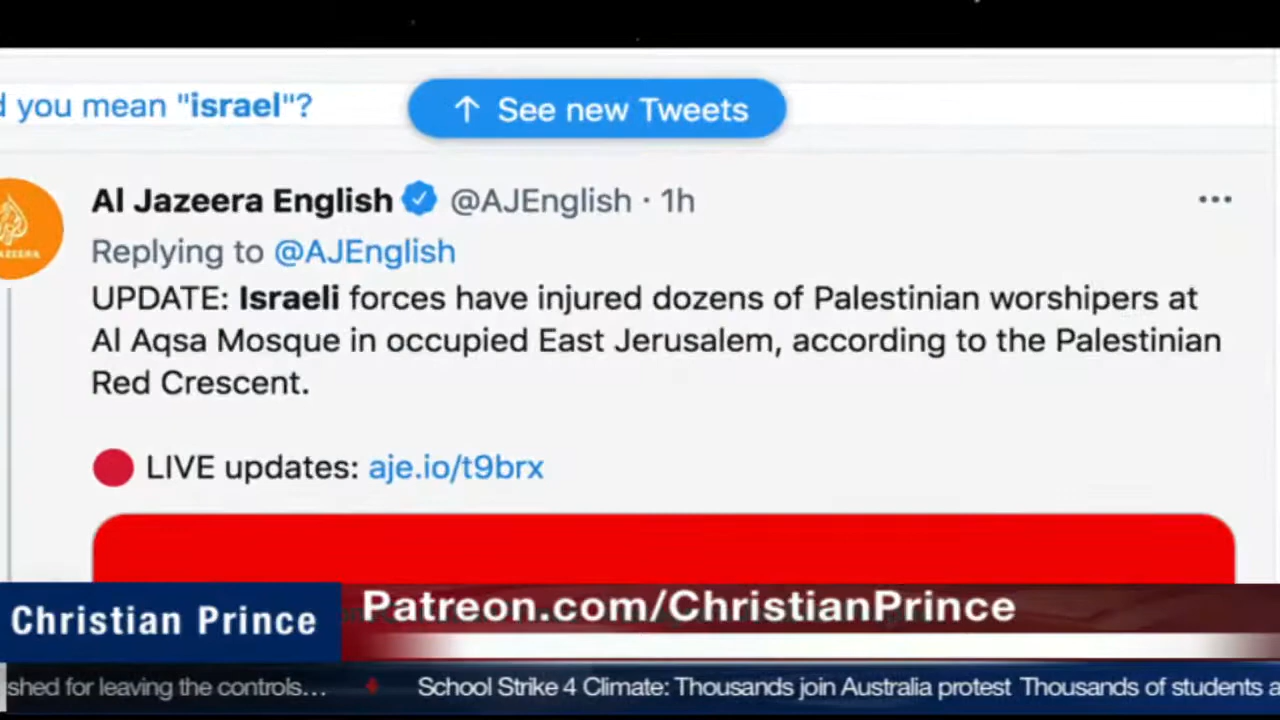 d you mean "israel"?
↑ See new Tweets
Al Jazeera English @AJEnglish · 1h
Replying to @AJEnglish
UPDATE: Israeli forces have injured dozens of Palestinian worshipers at
Al Aqsa Mosque in occupied East Jerusalem, according to the Palestinian
Red Crescent.
LIVE updates: aje.io/t9brx
Patreon.com/ChristianPrince
Christian Prince
shed for leaving the controls... School Strike 4 Climate: Thousands join Australia protest Thousands of students a